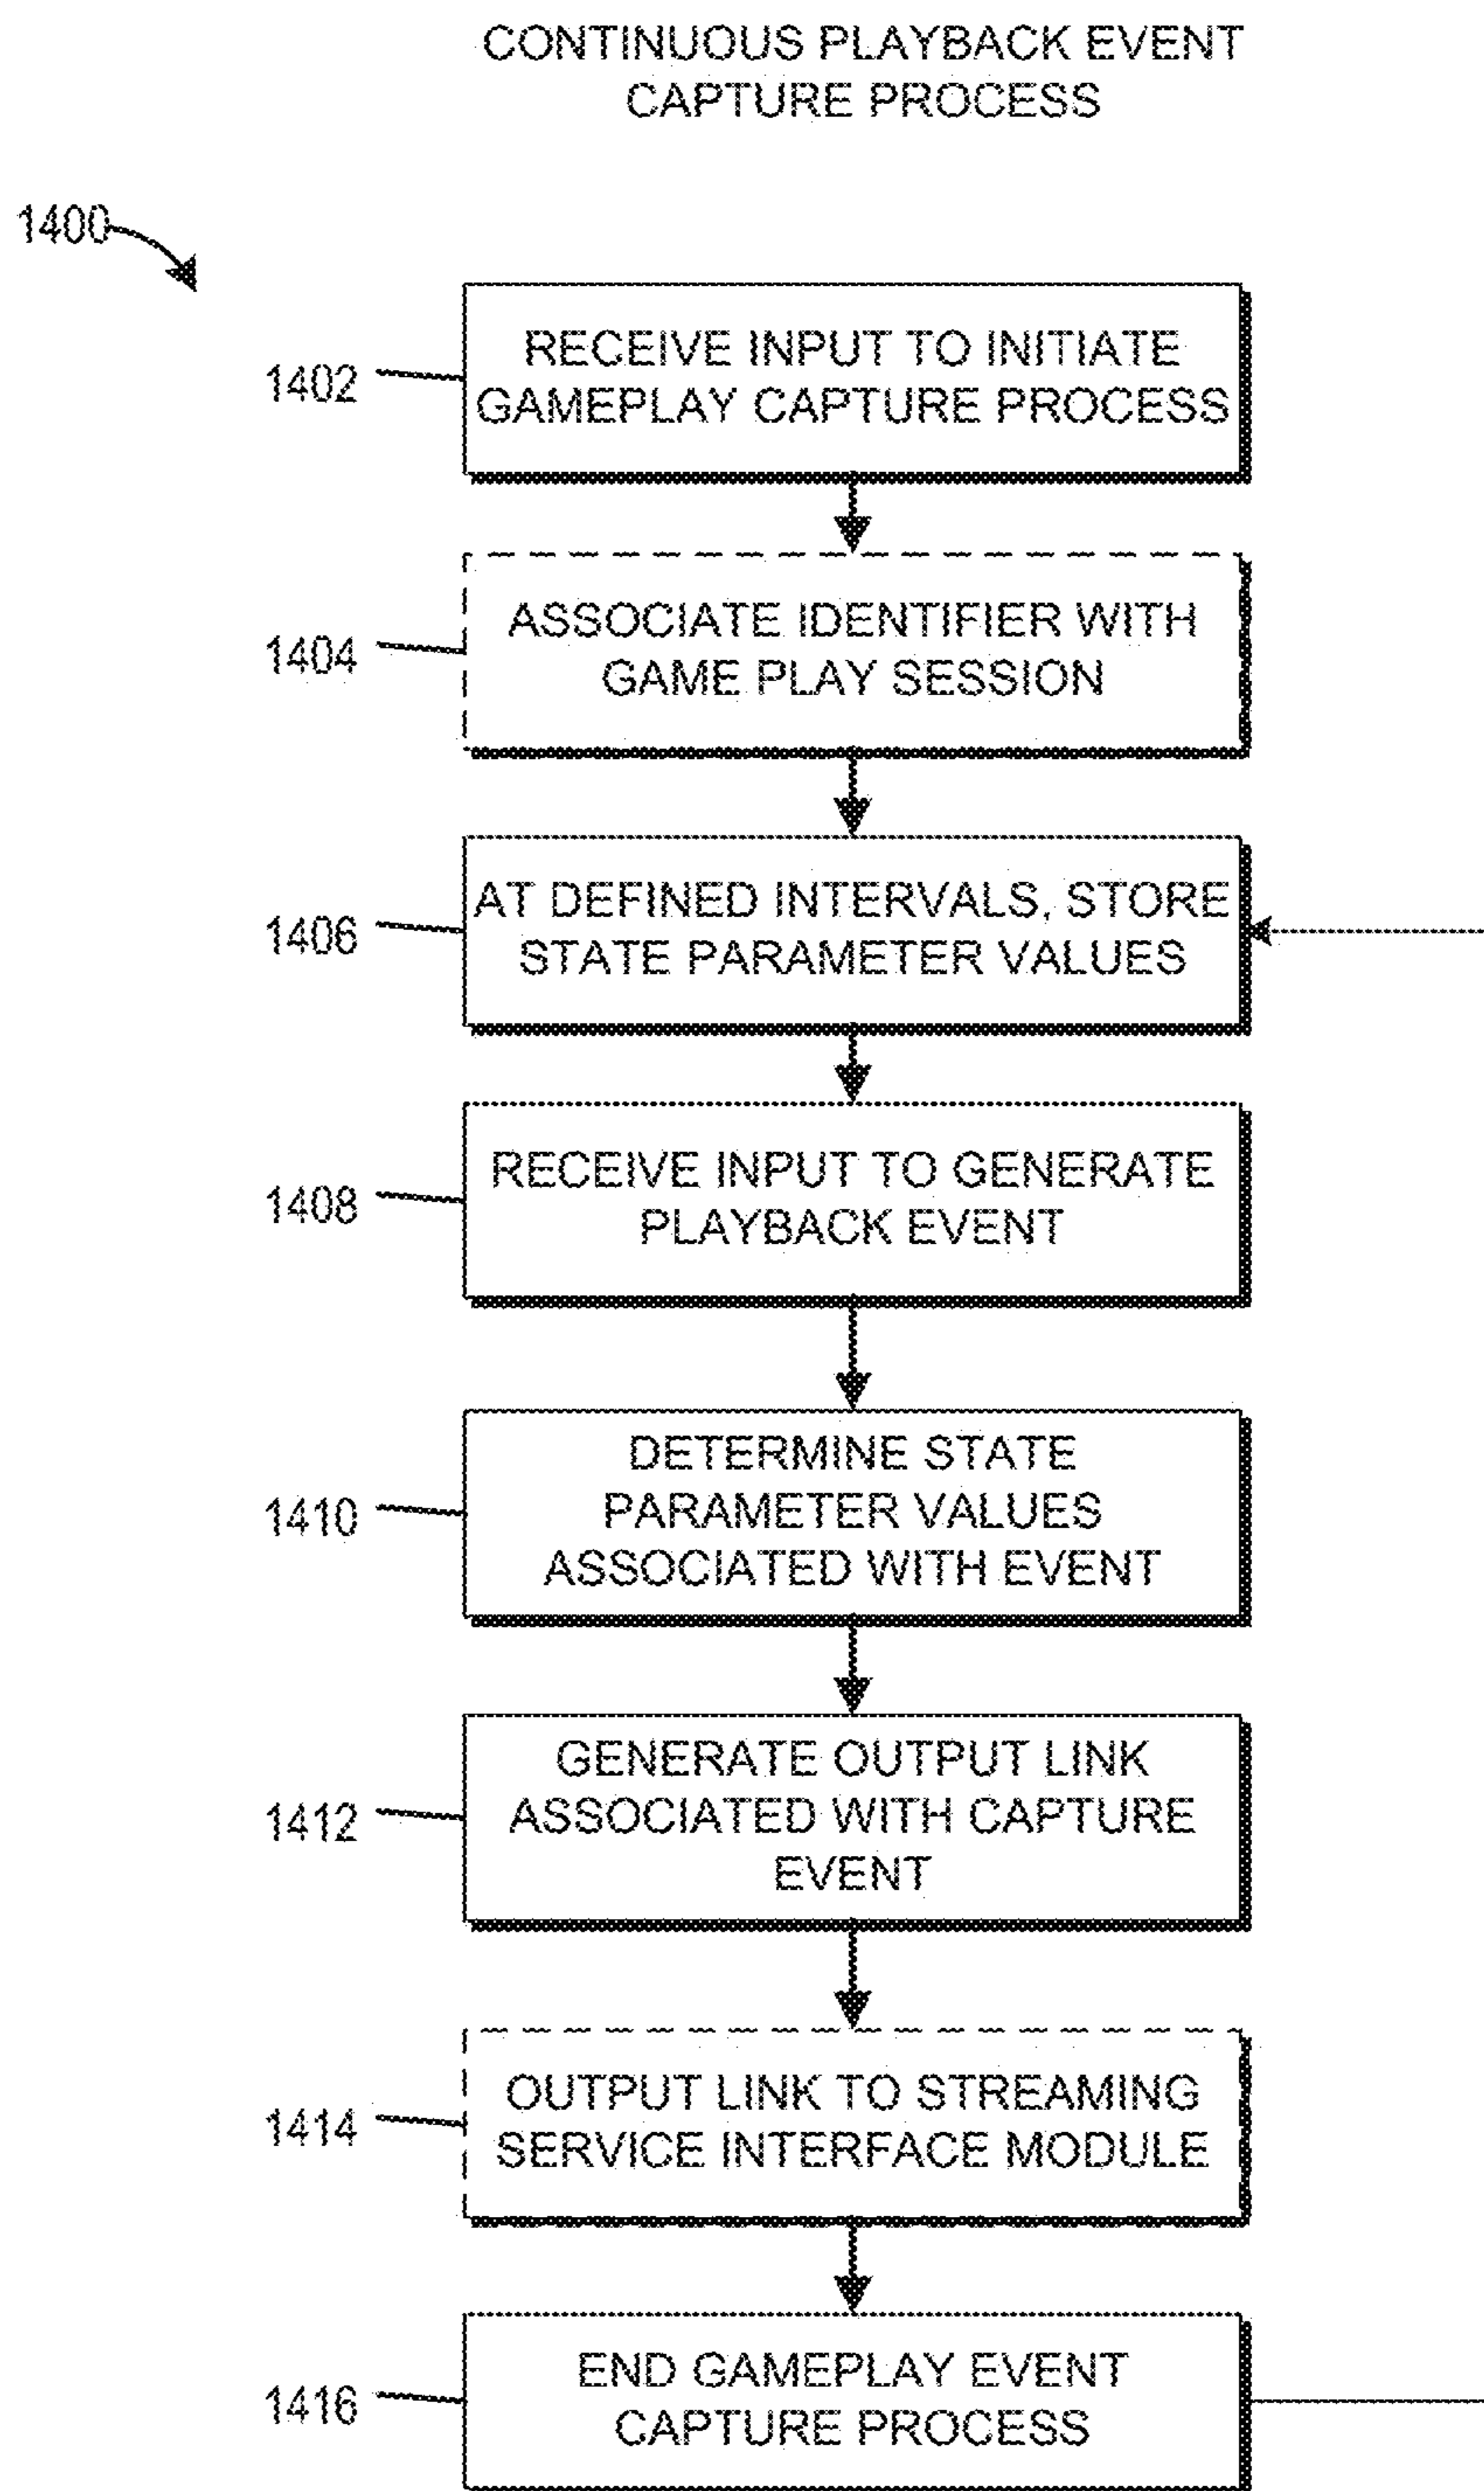 CONTINUOUS PLAYBACK EVENT
CAPTURE PROCESS
1400
RECEIVE INPUT TO INITIATE
GAMEPLAY CAPTURE PROCESS
1402
ASSOCIATE IDENTIFIER WITH
GAME PLAY SESSION
1404
AT DEFINED INTERVALS, STORE
STATE PARAMETER VALUES
1406
RECEIVE INPUT TO GENERATE
PLAYBACK EVENT
1408
DETERMINE STATE
PARAMETER VALUES
ASSOCIATED WITH EVENT
1410
GENERATE OUTPUT LINK
ASSOCIATED WITH CAPTURE
EVENT
1412
OUTPUT LINK TO STREAMING
SERVICE INTERFACE MODULE
1414
END GAMEPLAY EVENT
CAPTURE PROCESS
1416